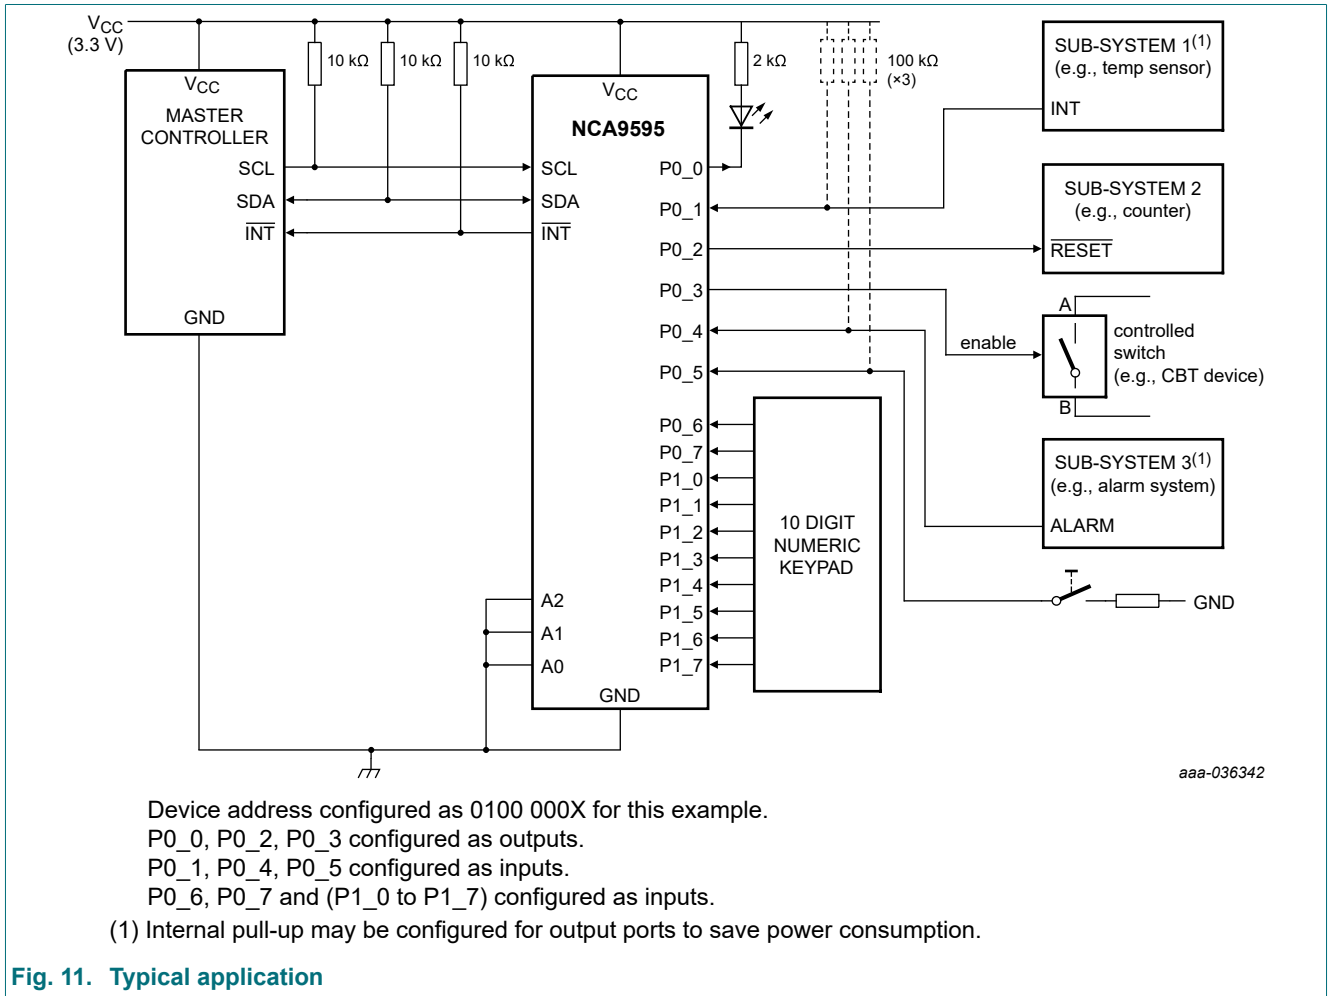 VCC
(3.3 V)
10 kΩ
10 kΩ
10 kΩ
2 kΩ
100 kΩ
(×3)
VCC
MASTER
CONTROLLER
SCL
SDA
INT
GND
VCC
NCA9595
SCL
SDA
INT
A2
A1
A0
GND
P0_0
P0_1
P0_2
P0_3
P0_4
P0_5
P0_6
P0_7
P1_0
P1_1
P1_2
P1_3
P1_4
P1_5
P1_6
P1_7
10 DIGIT
NUMERIC
KEYPAD
SUB-SYSTEM 1(1)
(e.g., temp sensor)
INT
SUB-SYSTEM 2
(e.g., counter)
RESET
enable
A
B
controlled
switch
(e.g., CBT device)
SUB-SYSTEM 3(1)
(e.g., alarm system)
ALARM
GND
aaa-036342
Device address configured as 0100 000X for this example.
P0_0, P0_2, P0_3 configured as outputs.
P0_1, P0_4, P0_5 configured as inputs.
P0_6, P0_7 and (P1_0 to P1_7) configured as inputs.
(1) Internal pull-up may be configured for output ports to save power consumption.
Fig. 11. Typical application